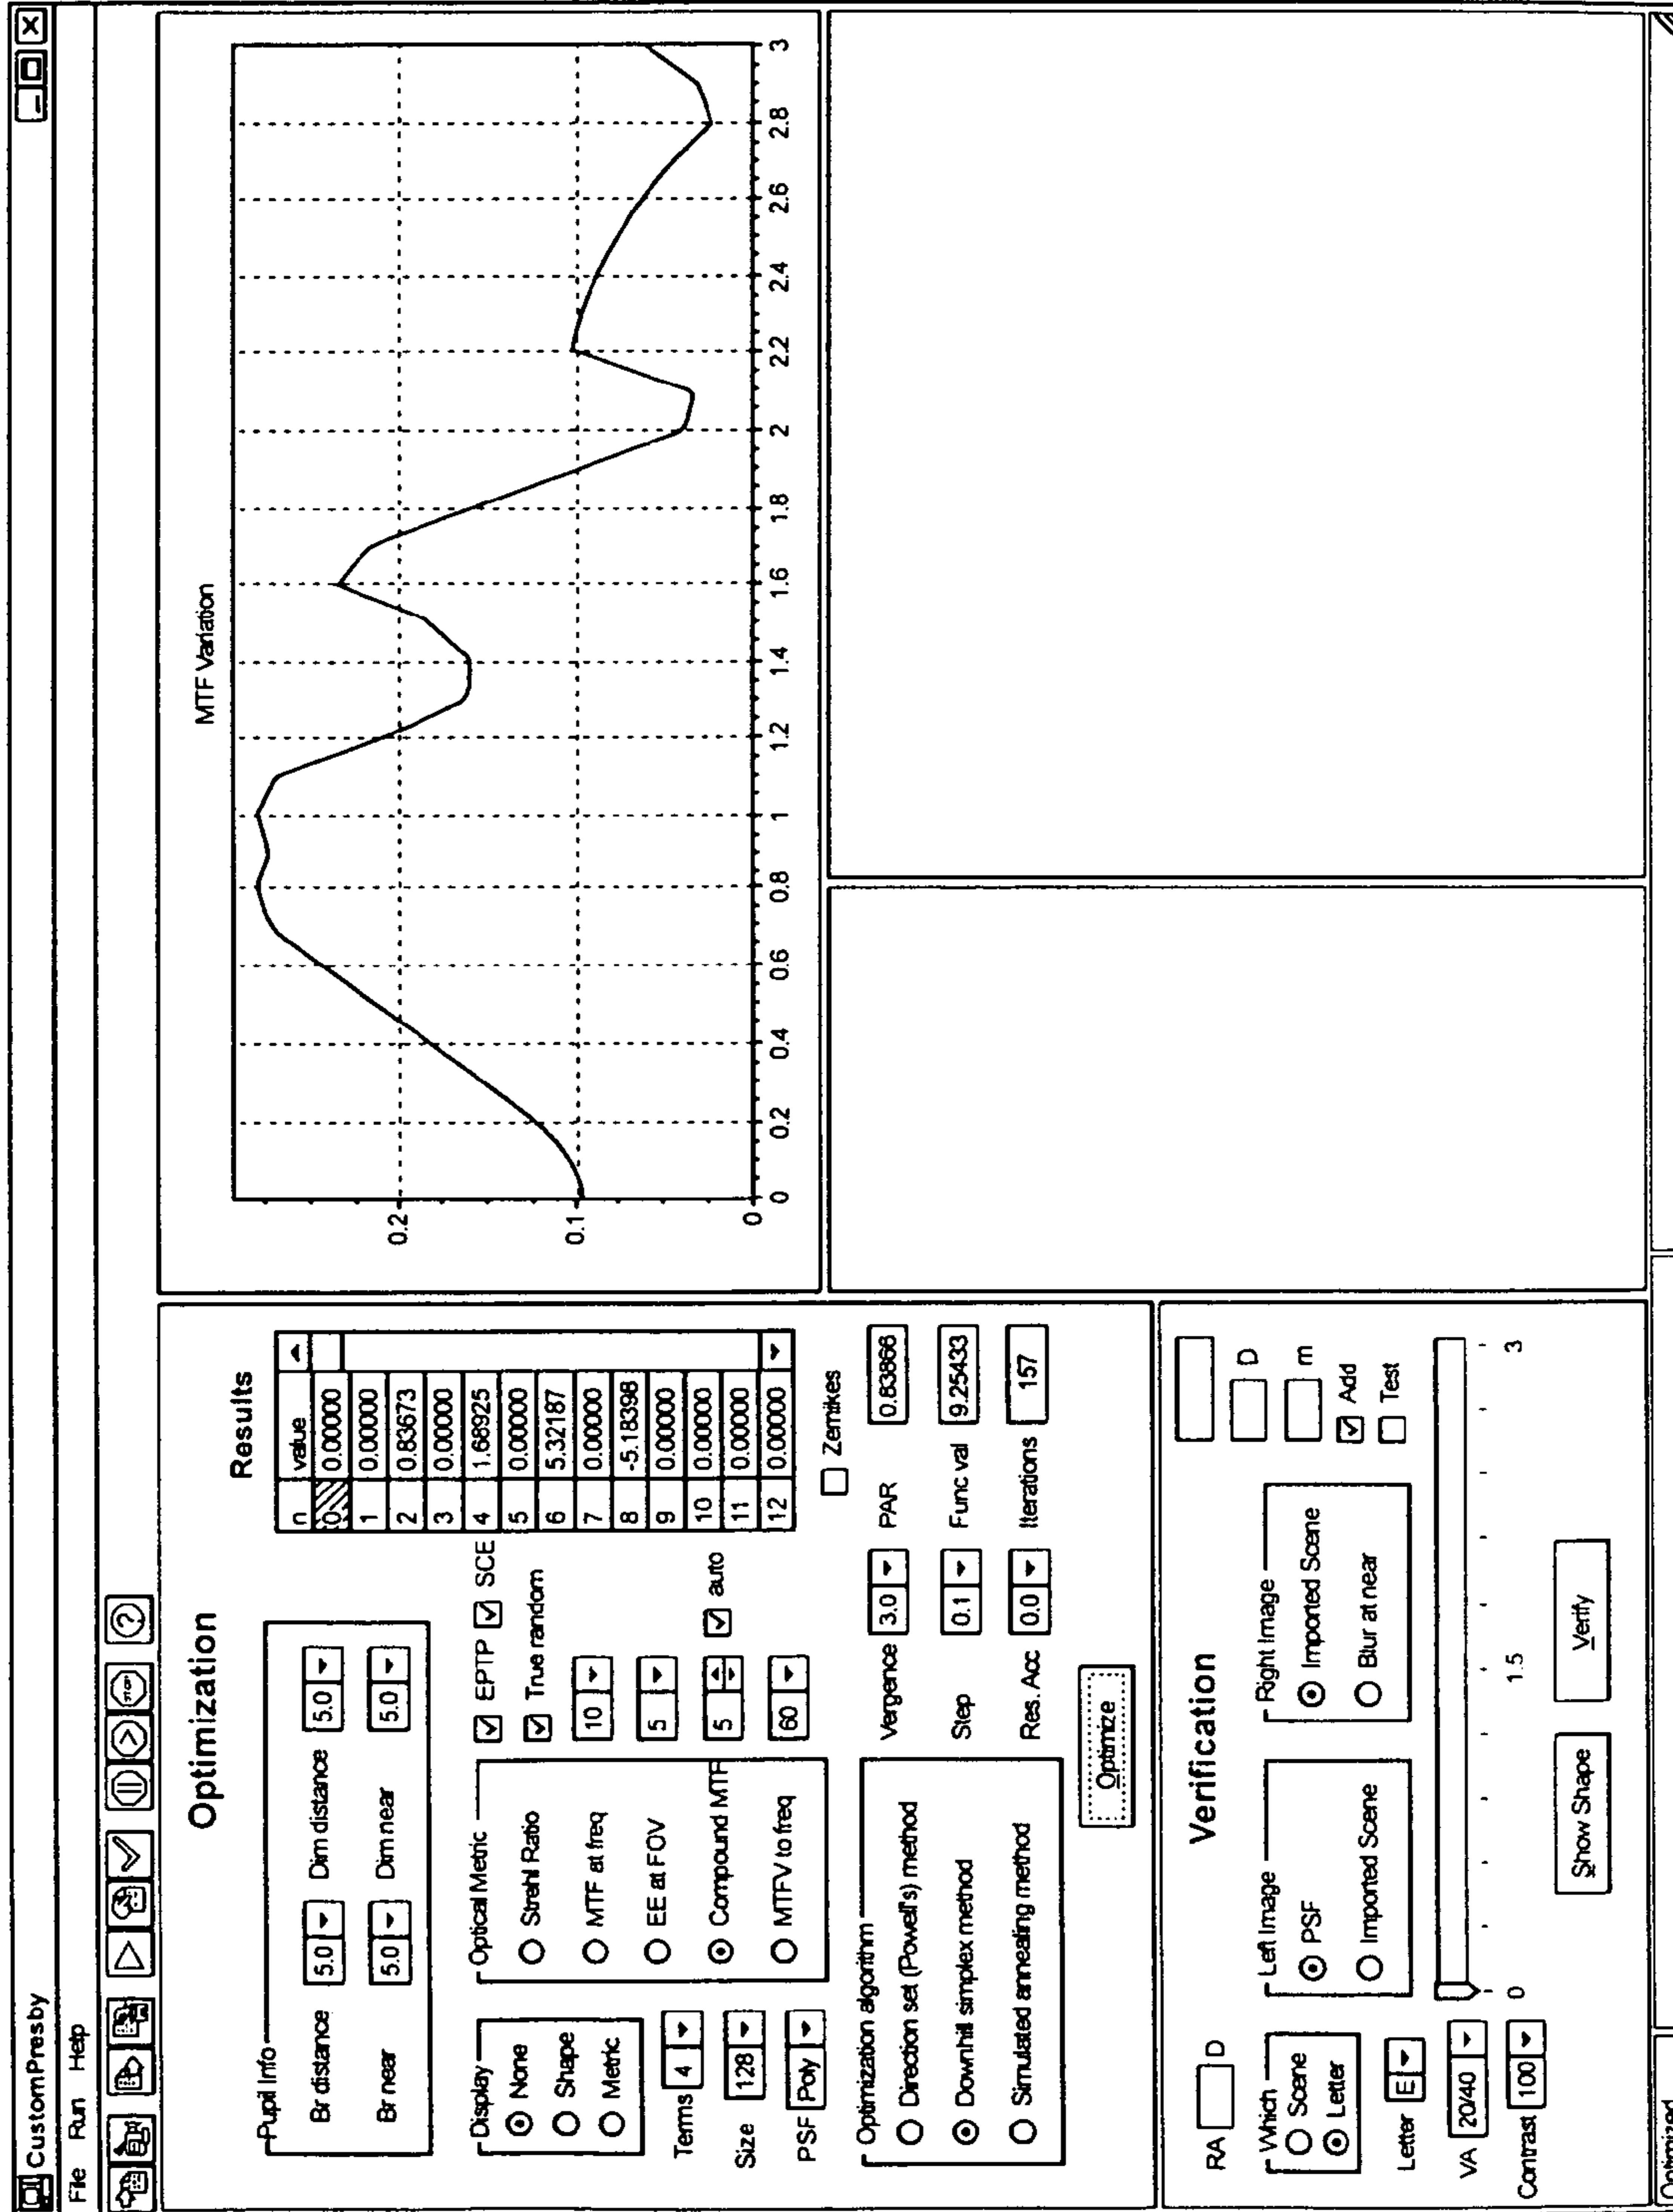 CustomPresby
File Run Help
Optimization
Pupil Info
Br distance 5.0 Dim distance 5.0
Br near 5.0 Dim near 5.0
Display
None
Shape
Metric
Terms 4
Size 128
PSF Poly
Optical Metric
Strehl Ratio
MTF at freq
EE at FOV
Compound MTF
MTFV to freq
EPTP SCE
True random
10
5
5 auto
60
Optimization algorithm
Direction set (Powell's) method
Downhill simplex method
Simulated annealing method
Vergence 3.0
Step 0.1
Res. Acc 0.0
Optimize
Results
n value
0 0.00000
1 0.00000
2 0.83673
3 0.00000
4 1.68925
5 0.00000
6 5.32187
7 0.00000
8 -5.18398
9 0.00000
10 0.00000
11 0.00000
12 0.00000
Zernikes
PAR 0.83866
Func val 9.25433
Iterations 157
MTF Variation
0.2
0.1
0
0 0.2 0.4 0.6 0.8 1 1.2 1.4 1.6 1.8 2 2.2 2.4 2.6 2.8 3
Verification
RA D
Which
Scene
Letter
Letter E
VA 20/40
Contrast 100
Left Image
PSF
Imported Scene
Right Image
Imported Scene
Blur at near
D
m
Add
Test
0 1.5 3
Show Shape Verify
Optimized